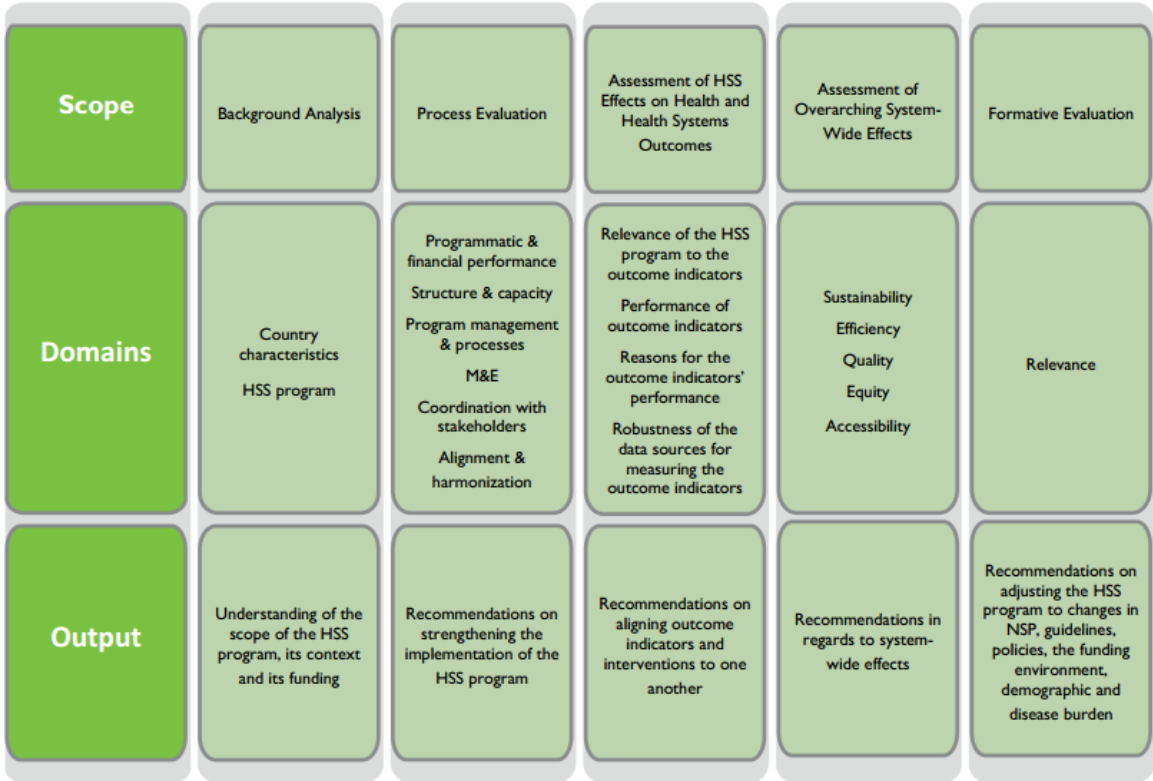 Scope
Background Analysis
Process Evaluation
Assessment of HSS
Effects on Health and
Health Systems
Outcomes
Assessment of
Overarching System-
Wide Effects
Formative Evaluation
Domains
Country
characteristics
HSS program
Programmatic &
financial performance
Structure & capacity
Program management
& processes
M&E
Coordination with
stakeholders
Alignment &
harmonization
Relevance of the HSS
program to the
outcome indicators
Performance of
outcome indicators
Reasons for the
outcome indicators'
performance
Robustness of the
data sources for
measuring the
outcome indicators
Sustainability
Efficiency
Quality
Equity
Accessibility
Relevance
Output
Understanding of the
scope of the HSS
program, its context
and its funding
Recommendations on
strengthening the
implementation of the
HSS program
Recommendations on
aligning outcome
indicators and
interventions to one
another
Recommendations in
regards to system-
wide effects
Recommendations on
adjusting the HSS
program to changes in
NSP, guidelines,
policies, the funding
environment,
demographic and
disease burden